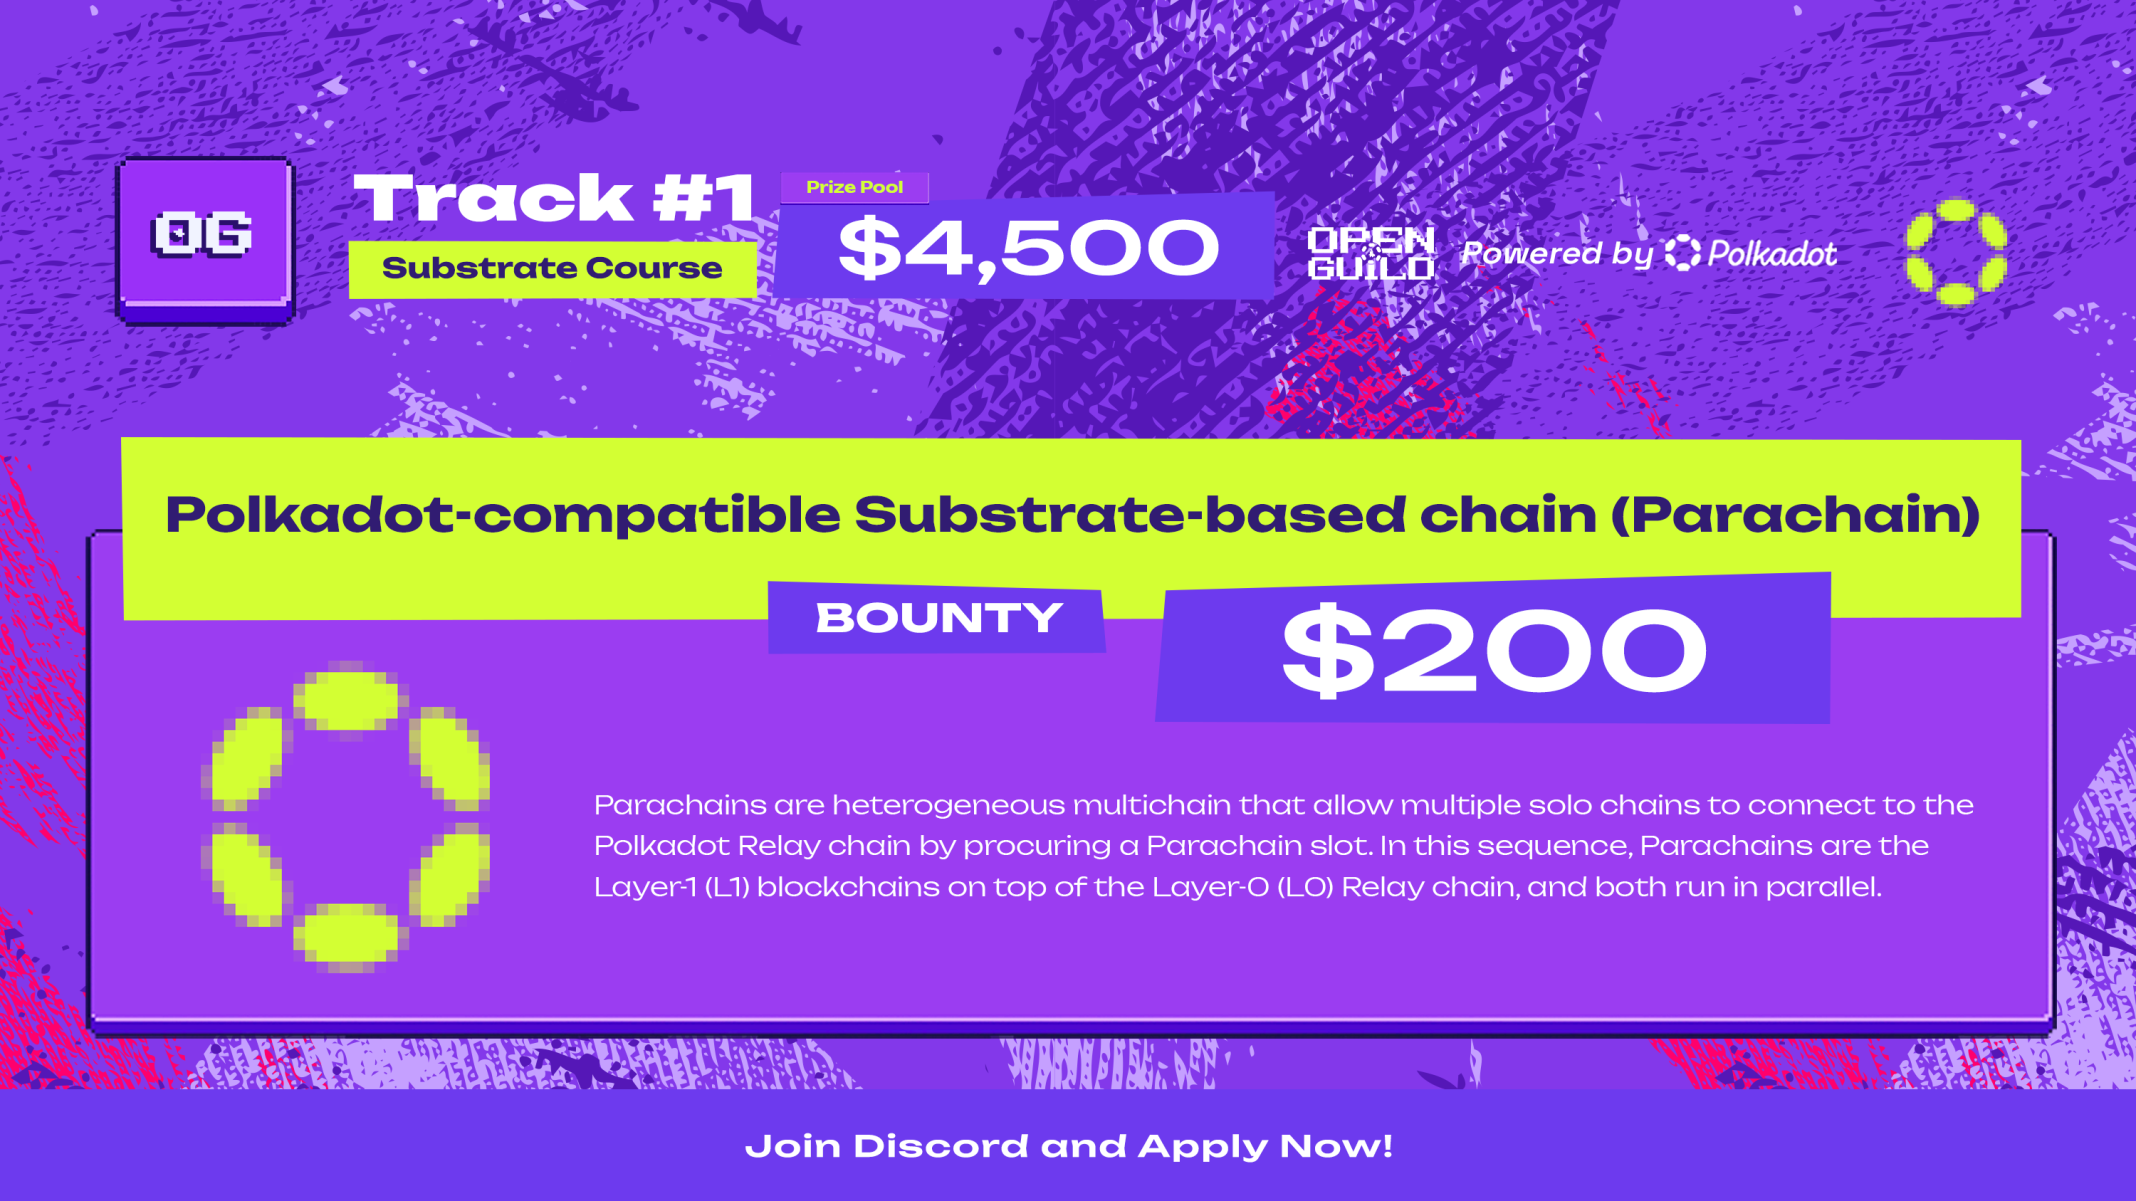 OG
Track #1
Substrate Course
Prize Pool
$4,500
OPEN
GUiLD
Powered by Polkadot
Polkadot-compatible Substrate-based chain (Parachain)
BOUNTY
$200
Parachains are heterogeneous multichain that allow multiple solo chains to connect to the
Polkadot Relay chain by procuring a Parachain slot. In this sequence, Parachains are the
Layer-1 (L1) blockchains on top of the Layer-0 (L0) Relay chain, and both run in parallel.
Join Discord and Apply Now!